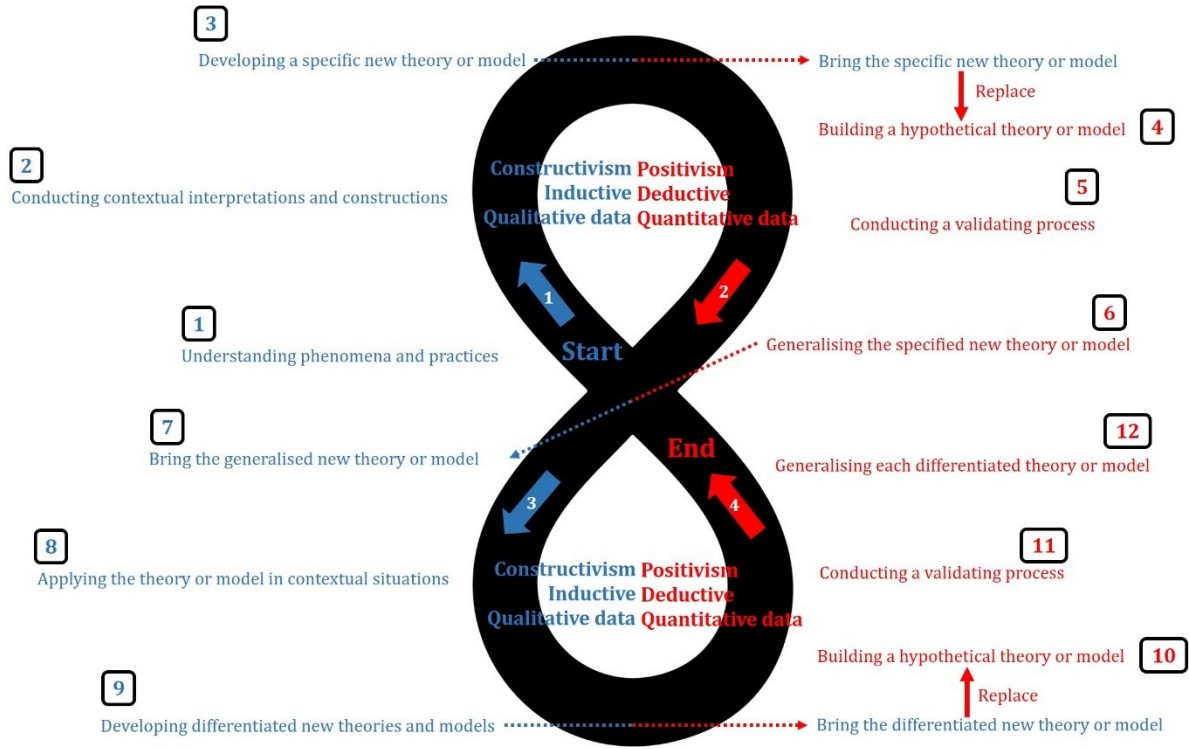 3
Developing a specific new theory or model
Bring the specific new theory or model
Replace
Building a hypothetical theory or model
4
2
Conducting contextual interpretations and constructions
Constructivism Positivism
Inductive Deductive
Qualitative data Quantitative data
5
Conducting a validating process
1
2
1
Understanding phenomena and practices
Start
6
Generalising the specified new theory or model
7
Bring the generalised new theory or model
End
12
Generalising each differentiated theory or model
3
4
8
Applying the theory or model in contextual situations
Constructivism Positivism
Inductive Deductive
Qualitative data Quantitative data
11
Conducting a validating process
Building a hypothetical theory or model
10
Replace
9
Developing differentiated new theories and models
Bring the differentiated new theory or model